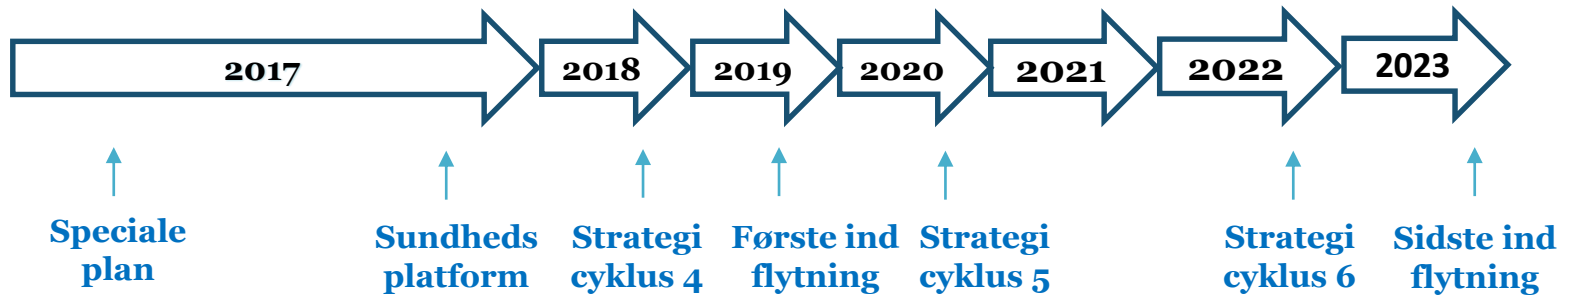 2017
2018
2019
2020
2021
2022
2023
Speciale
plan
Sundheds
platform
Strategi
cyklus 4
Første ind
flytning
Strategi
cyklus 5
Strategi
cyklus 6
Sidste ind
flytning